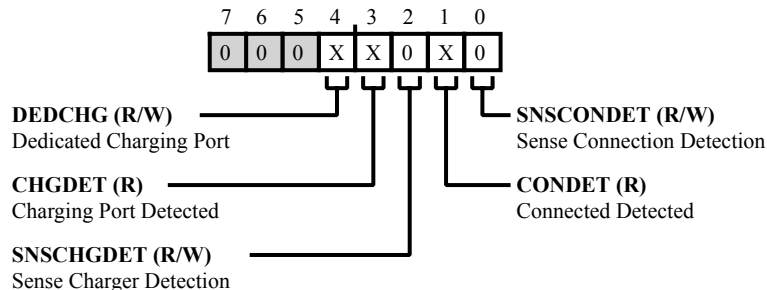 7 6 5 4 3 2 1 0
0 0 0 X X 0 X 0
DEDCHG (R/W)
Dedicated Charging Port
SNSCONDET (R/W)
Sense Connection Detection
CHGDET (R)
Charging Port Detected
CONDET (R)
Connected Detected
SNSCHGDET (R/W)
Sense Charger Detection